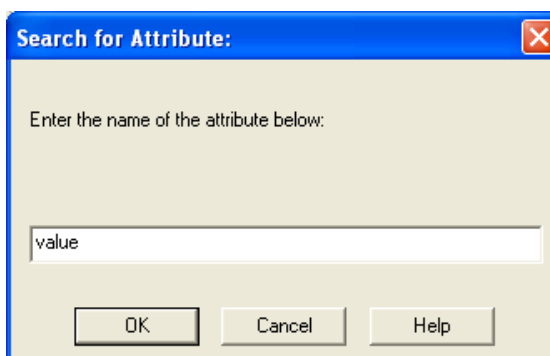 Search for Attribute:
Enter the name of the attribute below:
value
OK Cancel Help